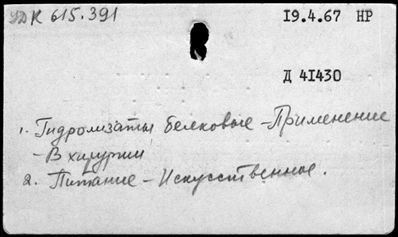 УДК 615.391
19.4.67 НР
Д 41430
1. Гидролизаты белковые - Применение
- В хирургии
2. Питание - Искусственное.